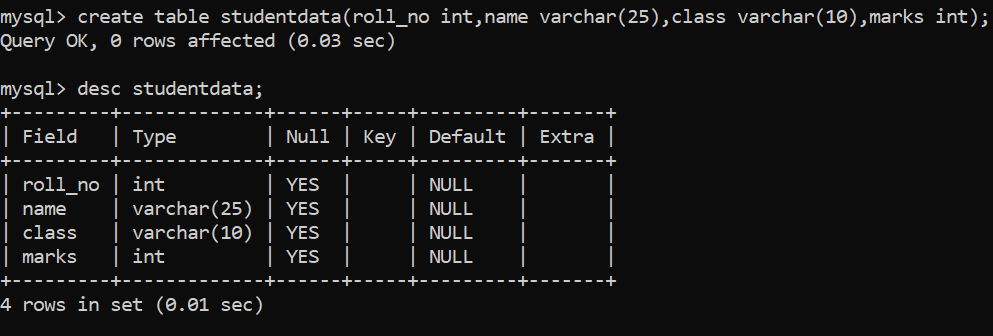 mysql> create table studentdata(roll_no int,name varchar(25),class varchar(10),marks int);
Query OK, 0 rows affected (0.03 sec)

mysql> desc studentdata;
+---------+-------------+------+-----+---------+-------+
| Field   | Type        | Null | Key | Default | Extra |
+---------+-------------+------+-----+---------+-------+
| roll_no | int         | YES  |     | NULL    |       |
| name    | varchar(25) | YES  |     | NULL    |       |
| class   | varchar(10) | YES  |     | NULL    |       |
| marks   | int         | YES  |     | NULL    |       |
+---------+-------------+------+-----+---------+-------+
4 rows in set (0.01 sec)